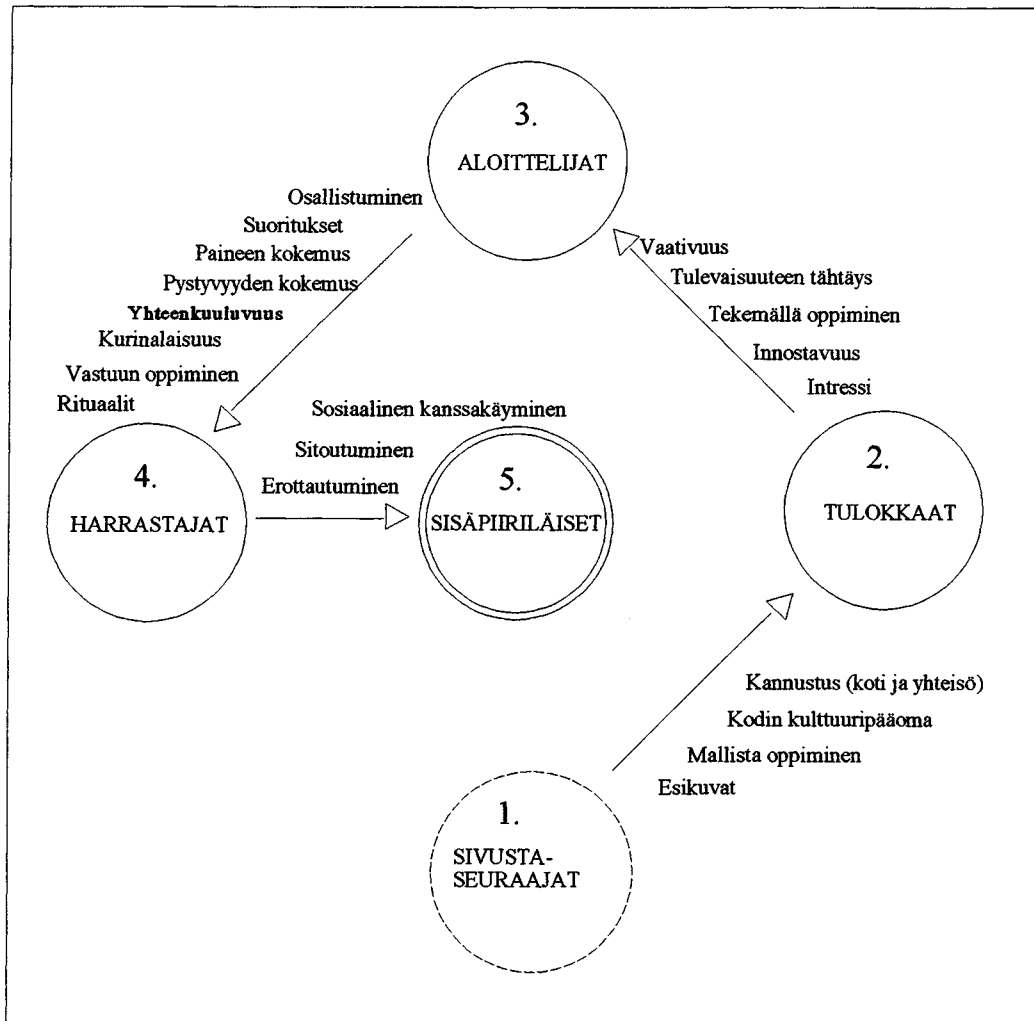 3.
ALOITTELIJAT
Osallistuminen
Suoritukset
Paineen kokemus
Pystyvyyden kokemus
Yhteenkuuluvuus
Kurinalaisuus
Vastuun oppiminen
Rituaalit
Vaativuus
Tulevaisuuteen tähtäys
Tekemällä oppiminen
Innostavuus
Intressi
Sosiaalinen kanssakäyminen
Sitoutuminen
Erottautuminen
4.
HARRASTAJAT
5.
SISÄPIIRILÄISET
2.
TULOKKAAT
Kannustus (koti ja yhteisö)
Kodin kulttuuripääoma
Mallista oppiminen
Esikuvat
1.
SIVUSTA-
SEURAAJAT